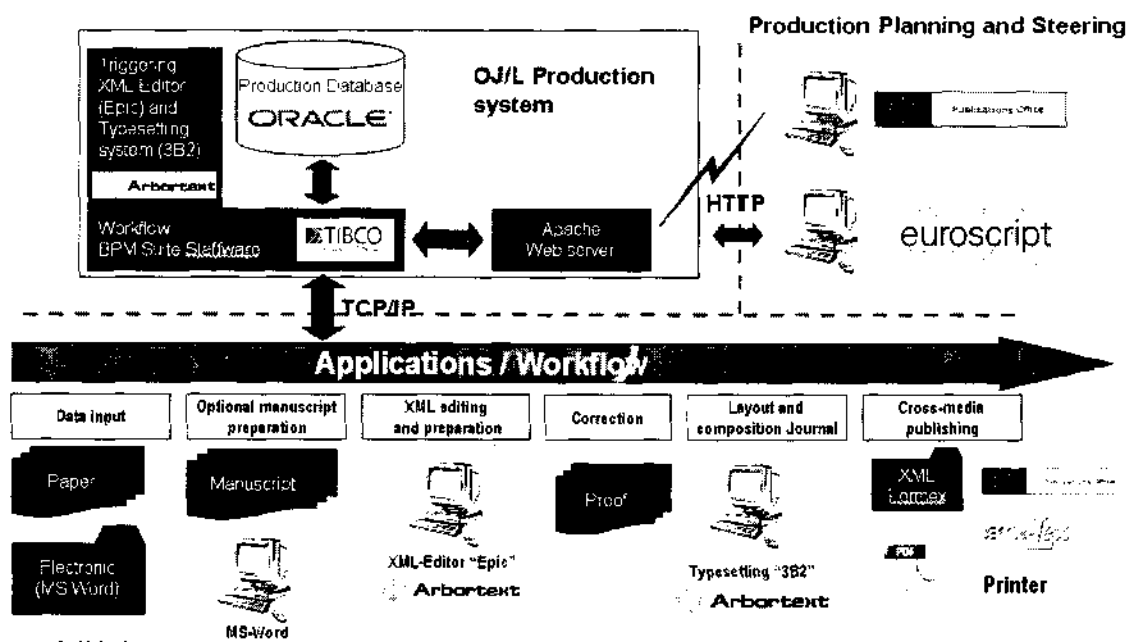 Production Planning and Steering
Triggering
XML Editor
(Epic) and
Typesetting
system (3B2)
Arbortext
Production Database
ORACLE
OJ/L Production
system
Publications Office
Workflow
BPM Suite Staffware
TIBCO
Apache
Web server
HTTP
euroscript
TCP/IP
Applications / Workflow
Data input
Optional manuscript
preparation
XML editing
and preparation
Correction
Layout and
composition Journal
Cross-media
publishing
Paper
Manuscript
Proof
XML
Formex
Electronic
(MS Word)
MS-Word
XML-Editor "Epic"
Arbortext
Typesetting "3B2"
Arbortext
PDF
Printer